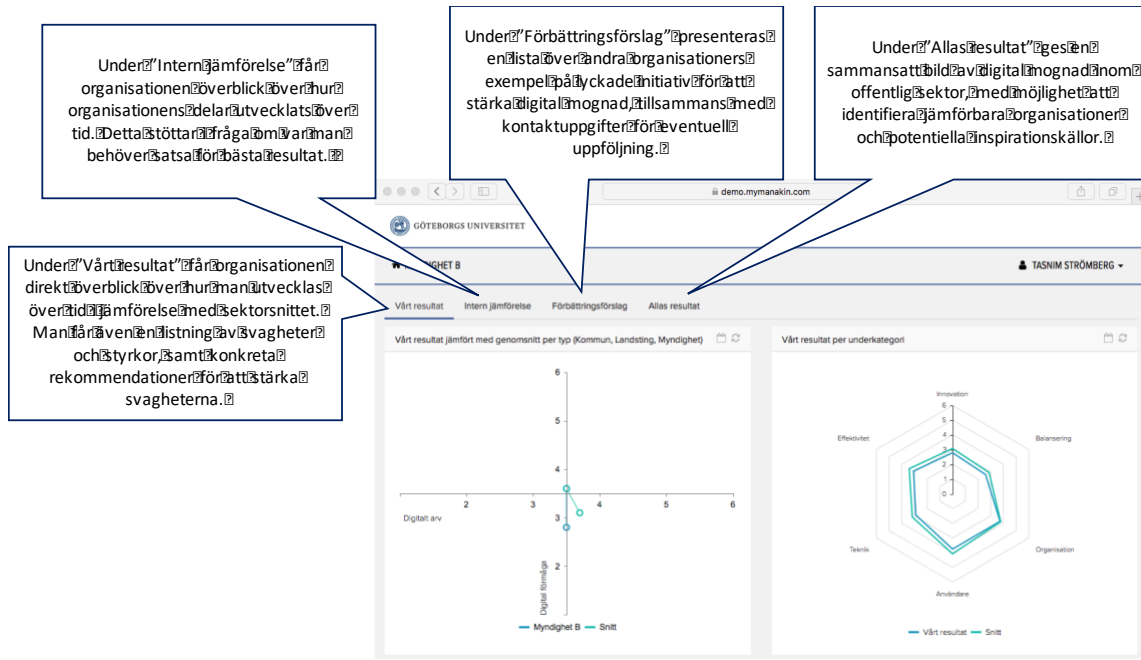 Under "Intern jämförelse" får
organisationen överblick över hur
organisationens delar utvecklats över
tid. Detta stöttar i fråga om var man
behöver satsa för bästa resultat.
Under "Förbättringsförslag" presenteras
en lista över andra organisationers
exempel på lyckade initiativ för att
stärka digital mognad, tillsammans med
kontaktuppgifter för eventuell
uppföljning.
Under "Allas resultat" ges en
sammansatt bild av digital mognad inom
offentlig sektor, med möjlighet att
identifiera jämförbara organisationer
och potentiella inspirationskällor.
Under "Vårt resultat" får organisationen
direkt överblick över hur man utvecklas
över tid i jämförelse med sektorsnittet.
Man får även en listning av svagheter
och styrkor, samt konkreta
rekommendationer för att stärka
svagheterna.
demo.mymanakin.com
GÖTEBORGS UNIVERSITET
GHET B
TASNIM STRÖMBERG
Vårt resultat Intern jämförelse Förbättringsförslag Allas resultat
Vårt resultat jämfört med genomsnitt per typ (Kommun, Landsting, Myndighet)
6
5
4
2 3 4 5 6
Digitalt arv
3
2
Digital förmåga
Myndighet B Snitt
Vårt resultat per underkategori
Innovation
6
5
4
3
2
1
0
Effektivitet
Balansering
Teknik
Organisation
Användare
Vårt resultat Snitt